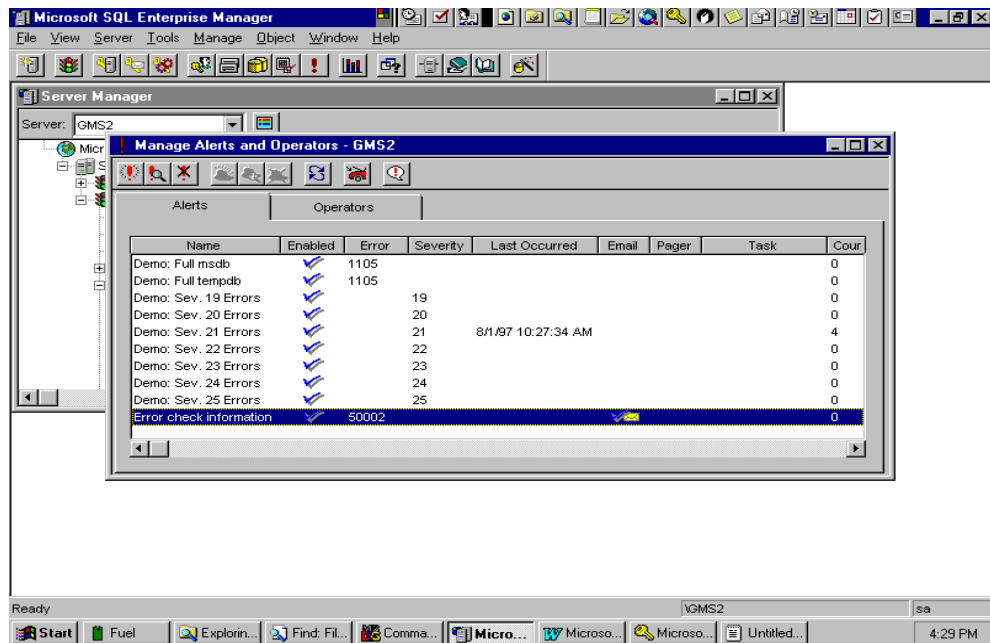 Microsoft SQL Enterprise Manager
File View Server Tools Manage Object Window Help
Server Manager
Server: GMS2
Micr
S
Manage Alerts and Operators - GMS2
Alerts Operators
Name Enabled Error Severity Last Occurred Email Pager Task Cour
Demo: Full msdb 1105 0
Demo: Full tempdb 1105 0
Demo: Sev. 19 Errors 19 0
Demo: Sev. 20 Errors 20 0
Demo: Sev. 21 Errors 21 8/1/97 10:27:34 AM 4
Demo: Sev. 22 Errors 22 0
Demo: Sev. 23 Errors 23 0
Demo: Sev. 24 Errors 24 0
Demo: Sev. 25 Errors 25 0
Error check information 50002 0
Ready \GMS2 sa
Start Fuel Explorin... Find: Fil... Comma... Micro... Microso... Microso... Untitled... 4:29 PM